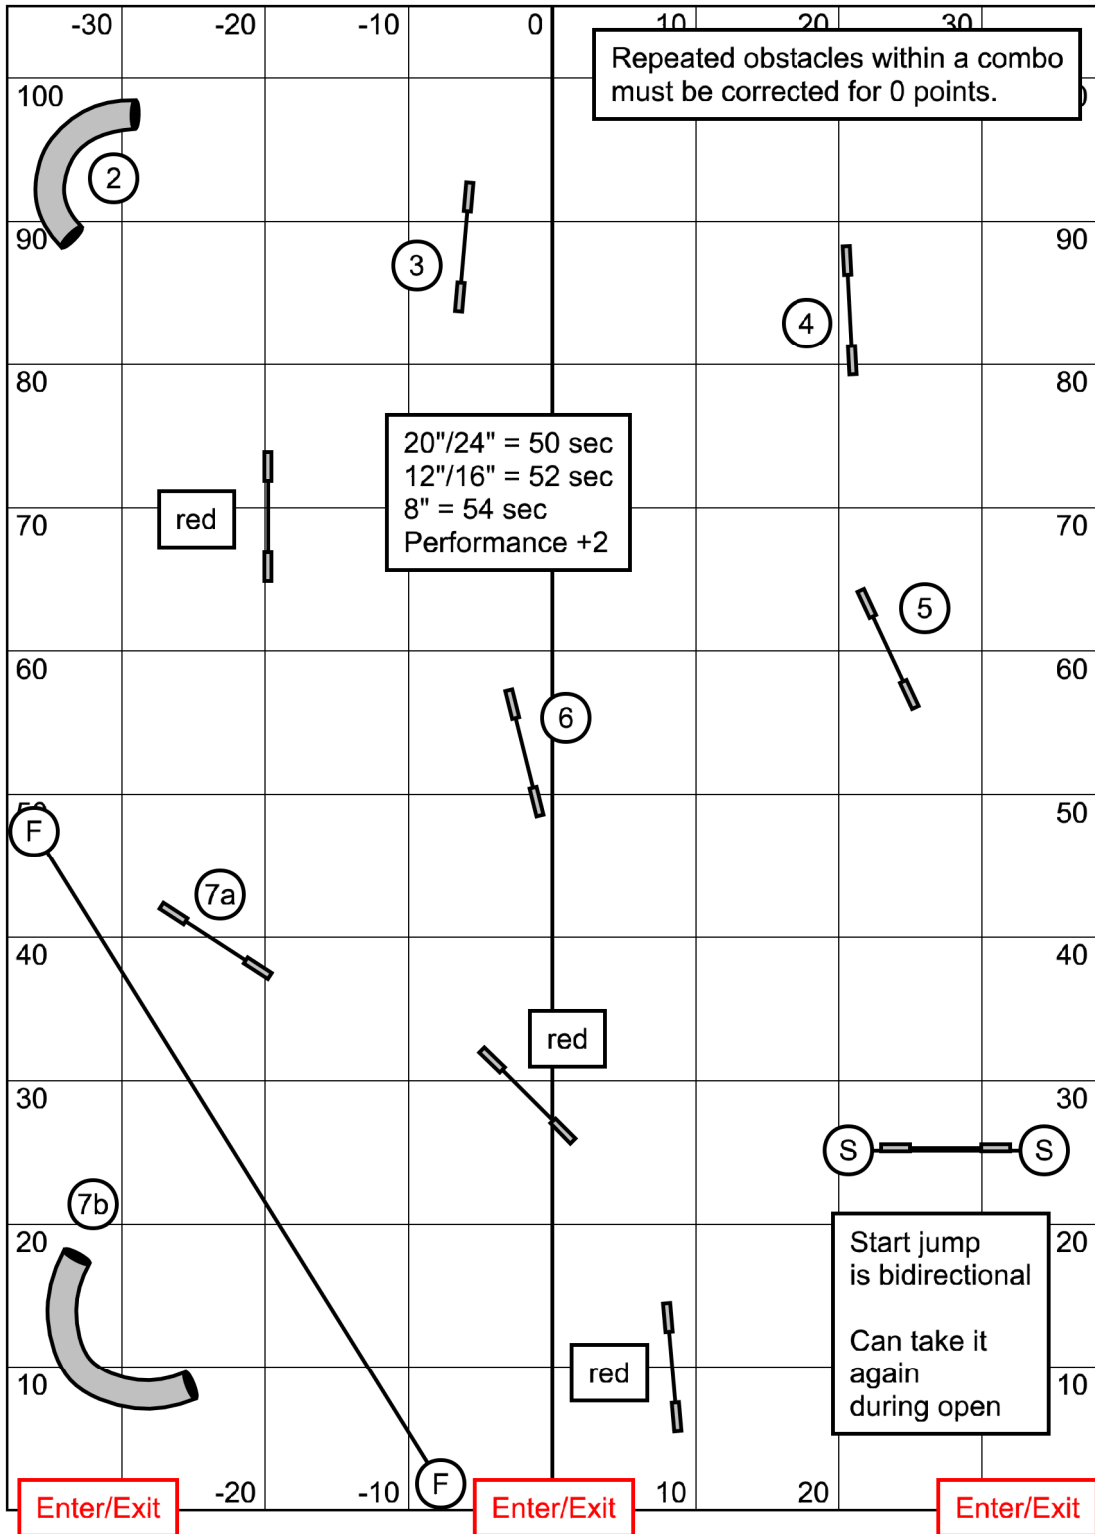 -30 -20 -10 0 10 20 30
Repeated obstacles within a combo
must be corrected for 0 points.
100
2
90 90
3
4
80 80
20"/24" = 50 sec
12"/16" = 52 sec
8" = 54 sec
Performance +2
red
70 70
5
60 60
6
50 50
F
7a
40 40
red
30 30
S S
7b
20 20
Start jump
is bidirectional
Can take it
again
during open
red
10 10
F
-20 -10 10 20
Enter/Exit Enter/Exit Enter/Exit